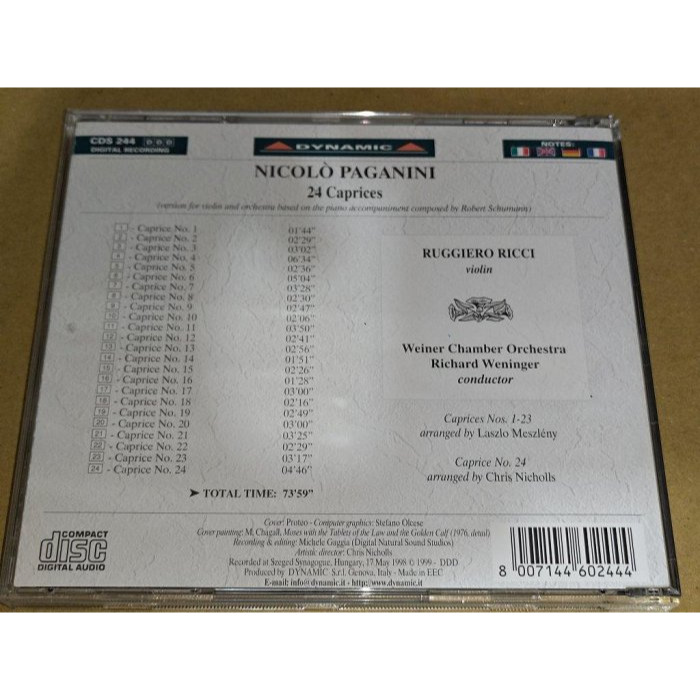 CDS 244 DDD
DIGITAL RECORDING
DYNAMIC
NOTES:
NICOLÒ PAGANINI
24 Caprices
(version for violin and orchestra based on the piano accompaniment composed by Robert Schumann)
1 - Caprice No. 1 01'44"
2 - Caprice No. 2 02'29"
3 - Caprice No. 3 03'02"
4 - Caprice No. 4 06'34"
5 - Caprice No. 5 02'36"
6 - Caprice No. 6 05'04"
7 - Caprice No. 7 03'28"
8 - Caprice No. 8 02'30"
9 - Caprice No. 9 02'47"
10 - Caprice No. 10 02'06"
11 - Caprice No. 11 03'50"
12 - Caprice No. 12 02'41"
13 - Caprice No. 13 02'56"
14 - Caprice No. 14 01'51"
15 - Caprice No. 15 02'26"
16 - Caprice No. 16 01'28"
17 - Caprice No. 17 03'00"
18 - Caprice No. 18 02'16"
19 - Caprice No. 19 02'49"
20 - Caprice No. 20 03'00"
21 - Caprice No. 21 03'25"
22 - Caprice No. 22 02'29"
23 - Caprice No. 23 03'17"
24 - Caprice No. 24 04'46"
➤ TOTAL TIME: 73'59"
RUGGIERO RICCI
violin
Weiner Chamber Orchestra
Richard Weninger
conductor
Caprices Nos. 1-23
arranged by Laszlo Meszlény
Caprice No. 24
arranged by Chris Nicholls
Cover: Proteo - Computer graphics: Stefano Olcese
Cover painting: M. Chagall, Moses with the Tablets of the Law and the Golden Calf (1976, detail)
Recording & editing: Michele Gaggia (Digital Natural Sound Studios)
Artistic director: Chris Nicholls
Recorded at Szeged Synagogue, Hungary, 17 May 1998 © 1999 - DDD
Produced by DYNAMIC S.r.l. Genova, Italy - Made in EEC
E-mail: info@dynamic.it - http://www.dynamic.it
COMPACT
disc
DIGITAL AUDIO
8 007144 602444